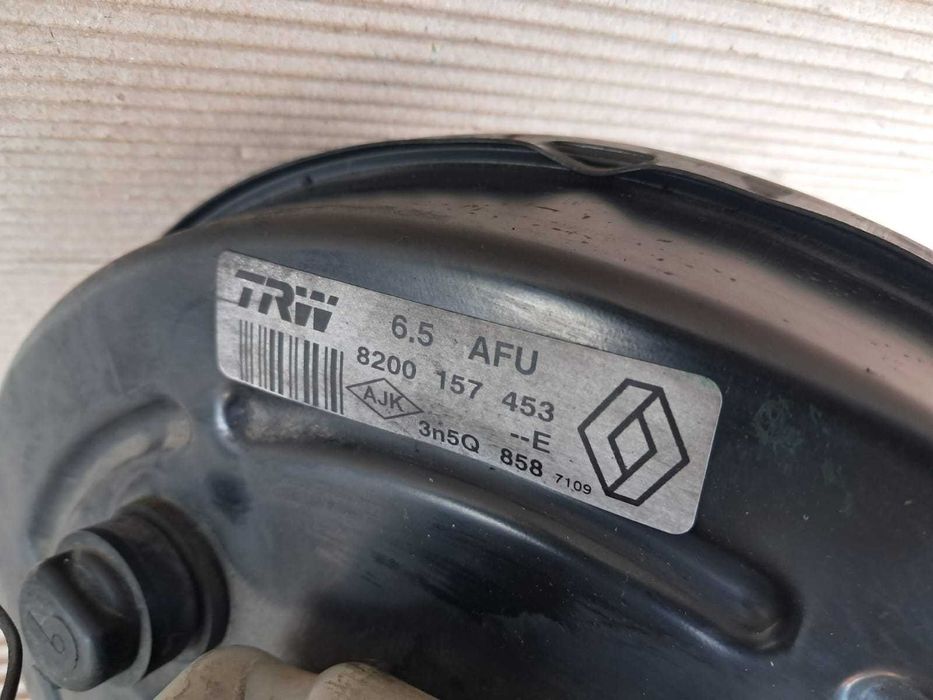 TRW
6.5 AFU
8200 157 453
AJK
--E
3n5Q 858 7109